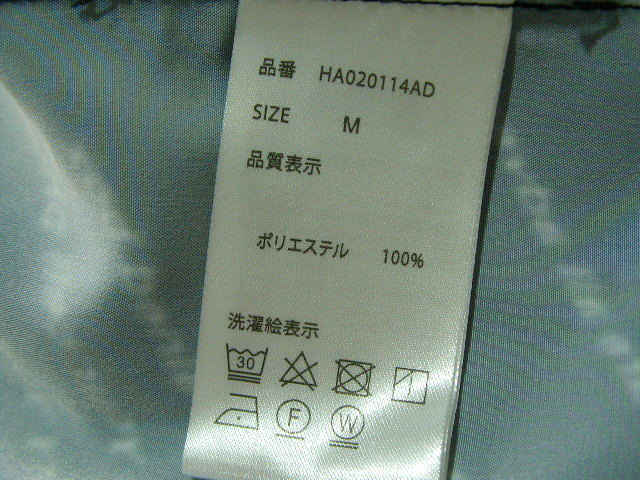 品番 HA020114AD
SIZE M
品質表示
ポリエステル 100%
洗濯絵表示
30
F W